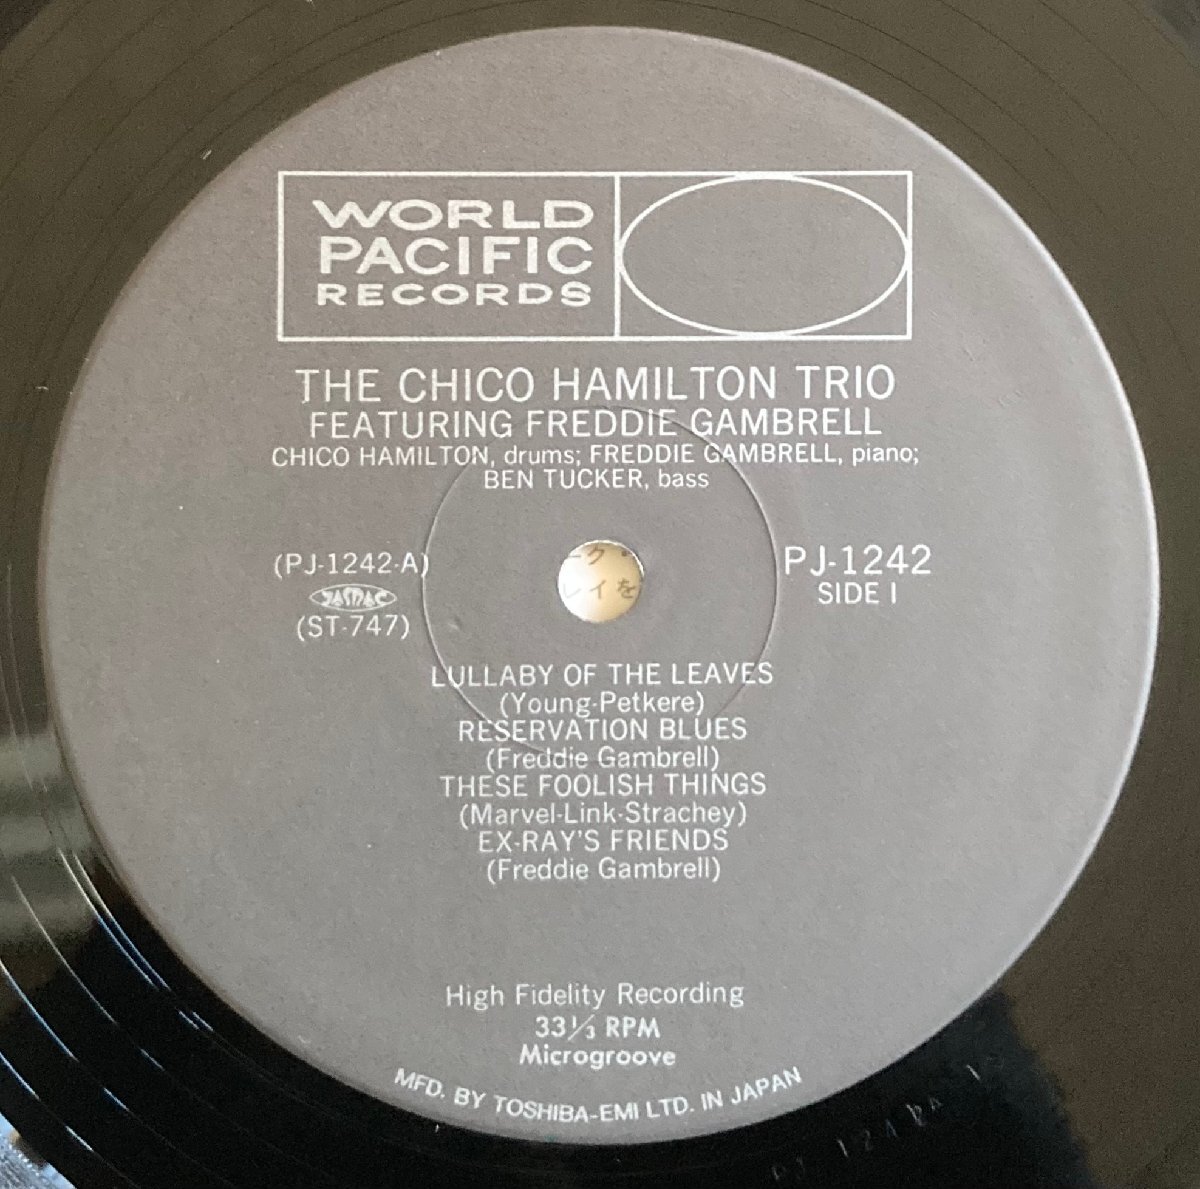 WORLD
PACIFIC
RECORDS
THE CHICO HAMILTON TRIO
FEATURING FREDDIE GAMBRELL
CHICO HAMILTON, drums; FREDDIE GAMBRELL, piano;
BEN TUCKER, bass
(PJ-1242-A)
JASRAC
(ST-747)
PJ-1242
SIDE I
LULLABY OF THE LEAVES
(Young-Petkere)
RESERVATION BLUES
(Freddie Gambrell)
THESE FOOLISH THINGS
(Marvel-Link-Strachey)
EX-RAY'S FRIENDS
(Freddie Gambrell)
High Fidelity Recording
33 1/3 RPM
Microgroove
MFD. BY TOSHIBA-EMI LTD. IN JAPAN